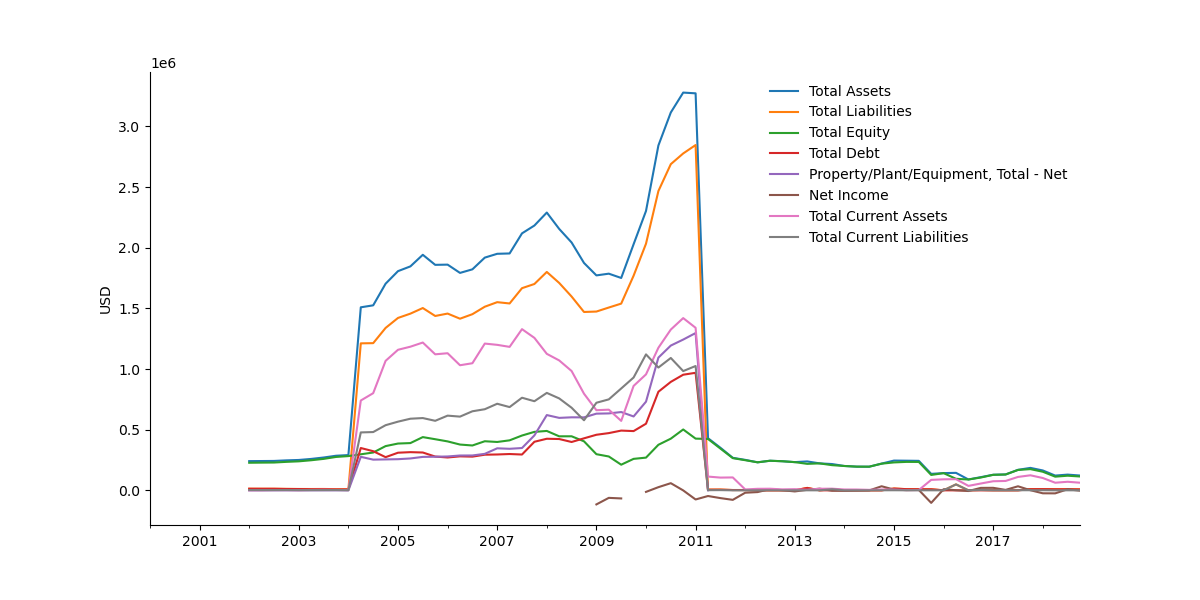 1e6
3.0
2.5
2.0
1.5
1.0
0.5
0.0
USD
2001 2003 2005 2007 2009 2011 2013 2015 2017
Total Assets
Total Liabilities
Total Equity
Total Debt
Property/Plant/Equipment, Total - Net
Net Income
Total Current Assets
Total Current Liabilities